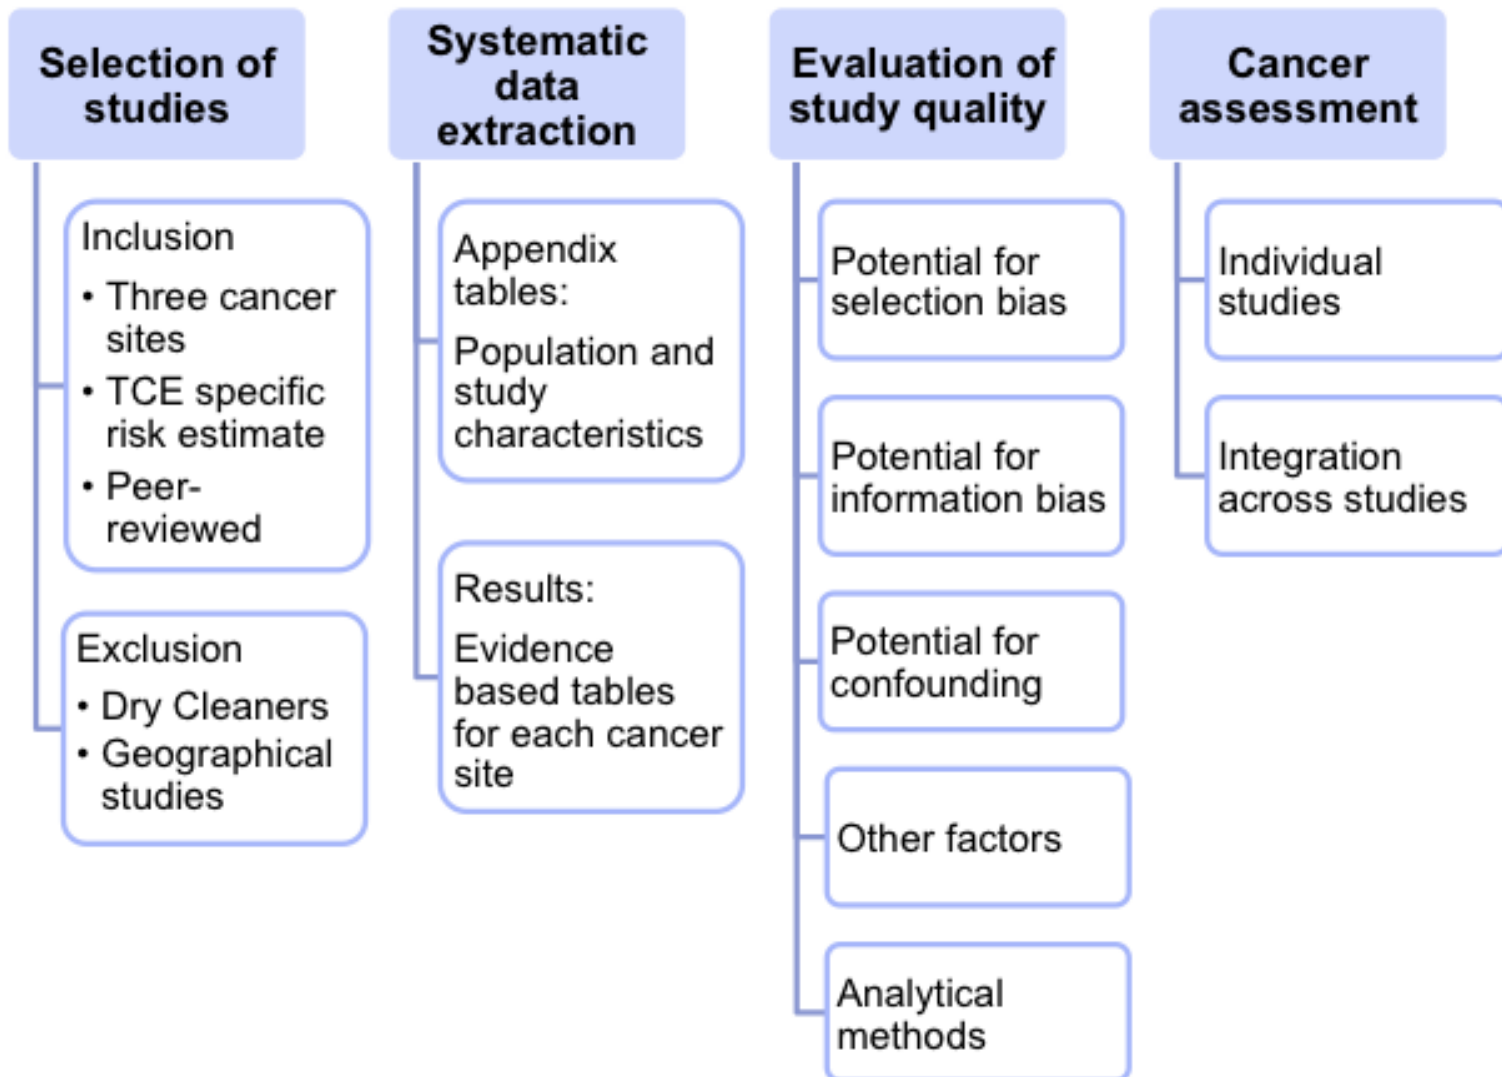 Selection of
studies
Inclusion
• Three cancer
sites
• TCE specific
risk estimate
• Peer-
reviewed
Exclusion
• Dry Cleaners
• Geographical
studies
Systematic
data
extraction
Appendix
tables:
Population and
study
characteristics
Results:
Evidence
based tables
for each cancer
site
Evaluation of
study quality
Potential for
selection bias
Potential for
information bias
Potential for
confounding
Other factors
Analytical
methods
Cancer
assessment
Individual
studies
Integration
across studies